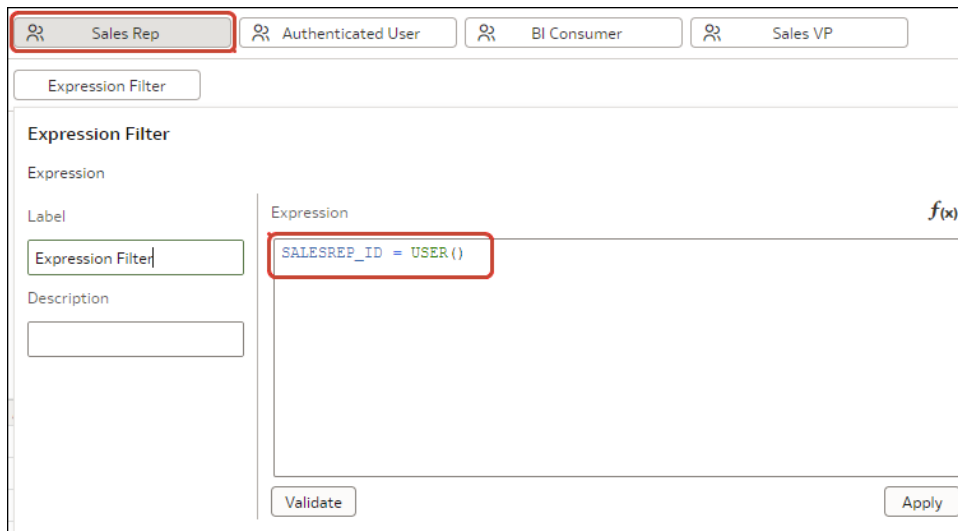 Sales Rep Authenticated User BI Consumer Sales VP
Expression Filter
Expression Filter
Expression
Label
Expression Filter
Description
Expression
f(x)
SALESREP_ID = USER()
Validate Apply